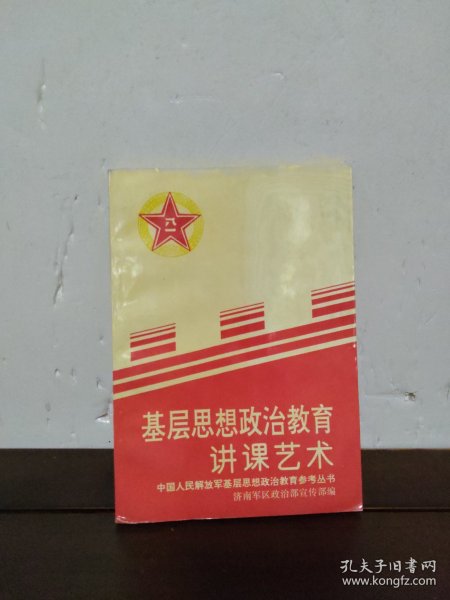 八一
基层思想政治教育
讲课艺术
中国人民解放军基层思想政治教育参考丛书
济南军区政治部宣传部编
孔夫子旧书网
www.kongfz.com